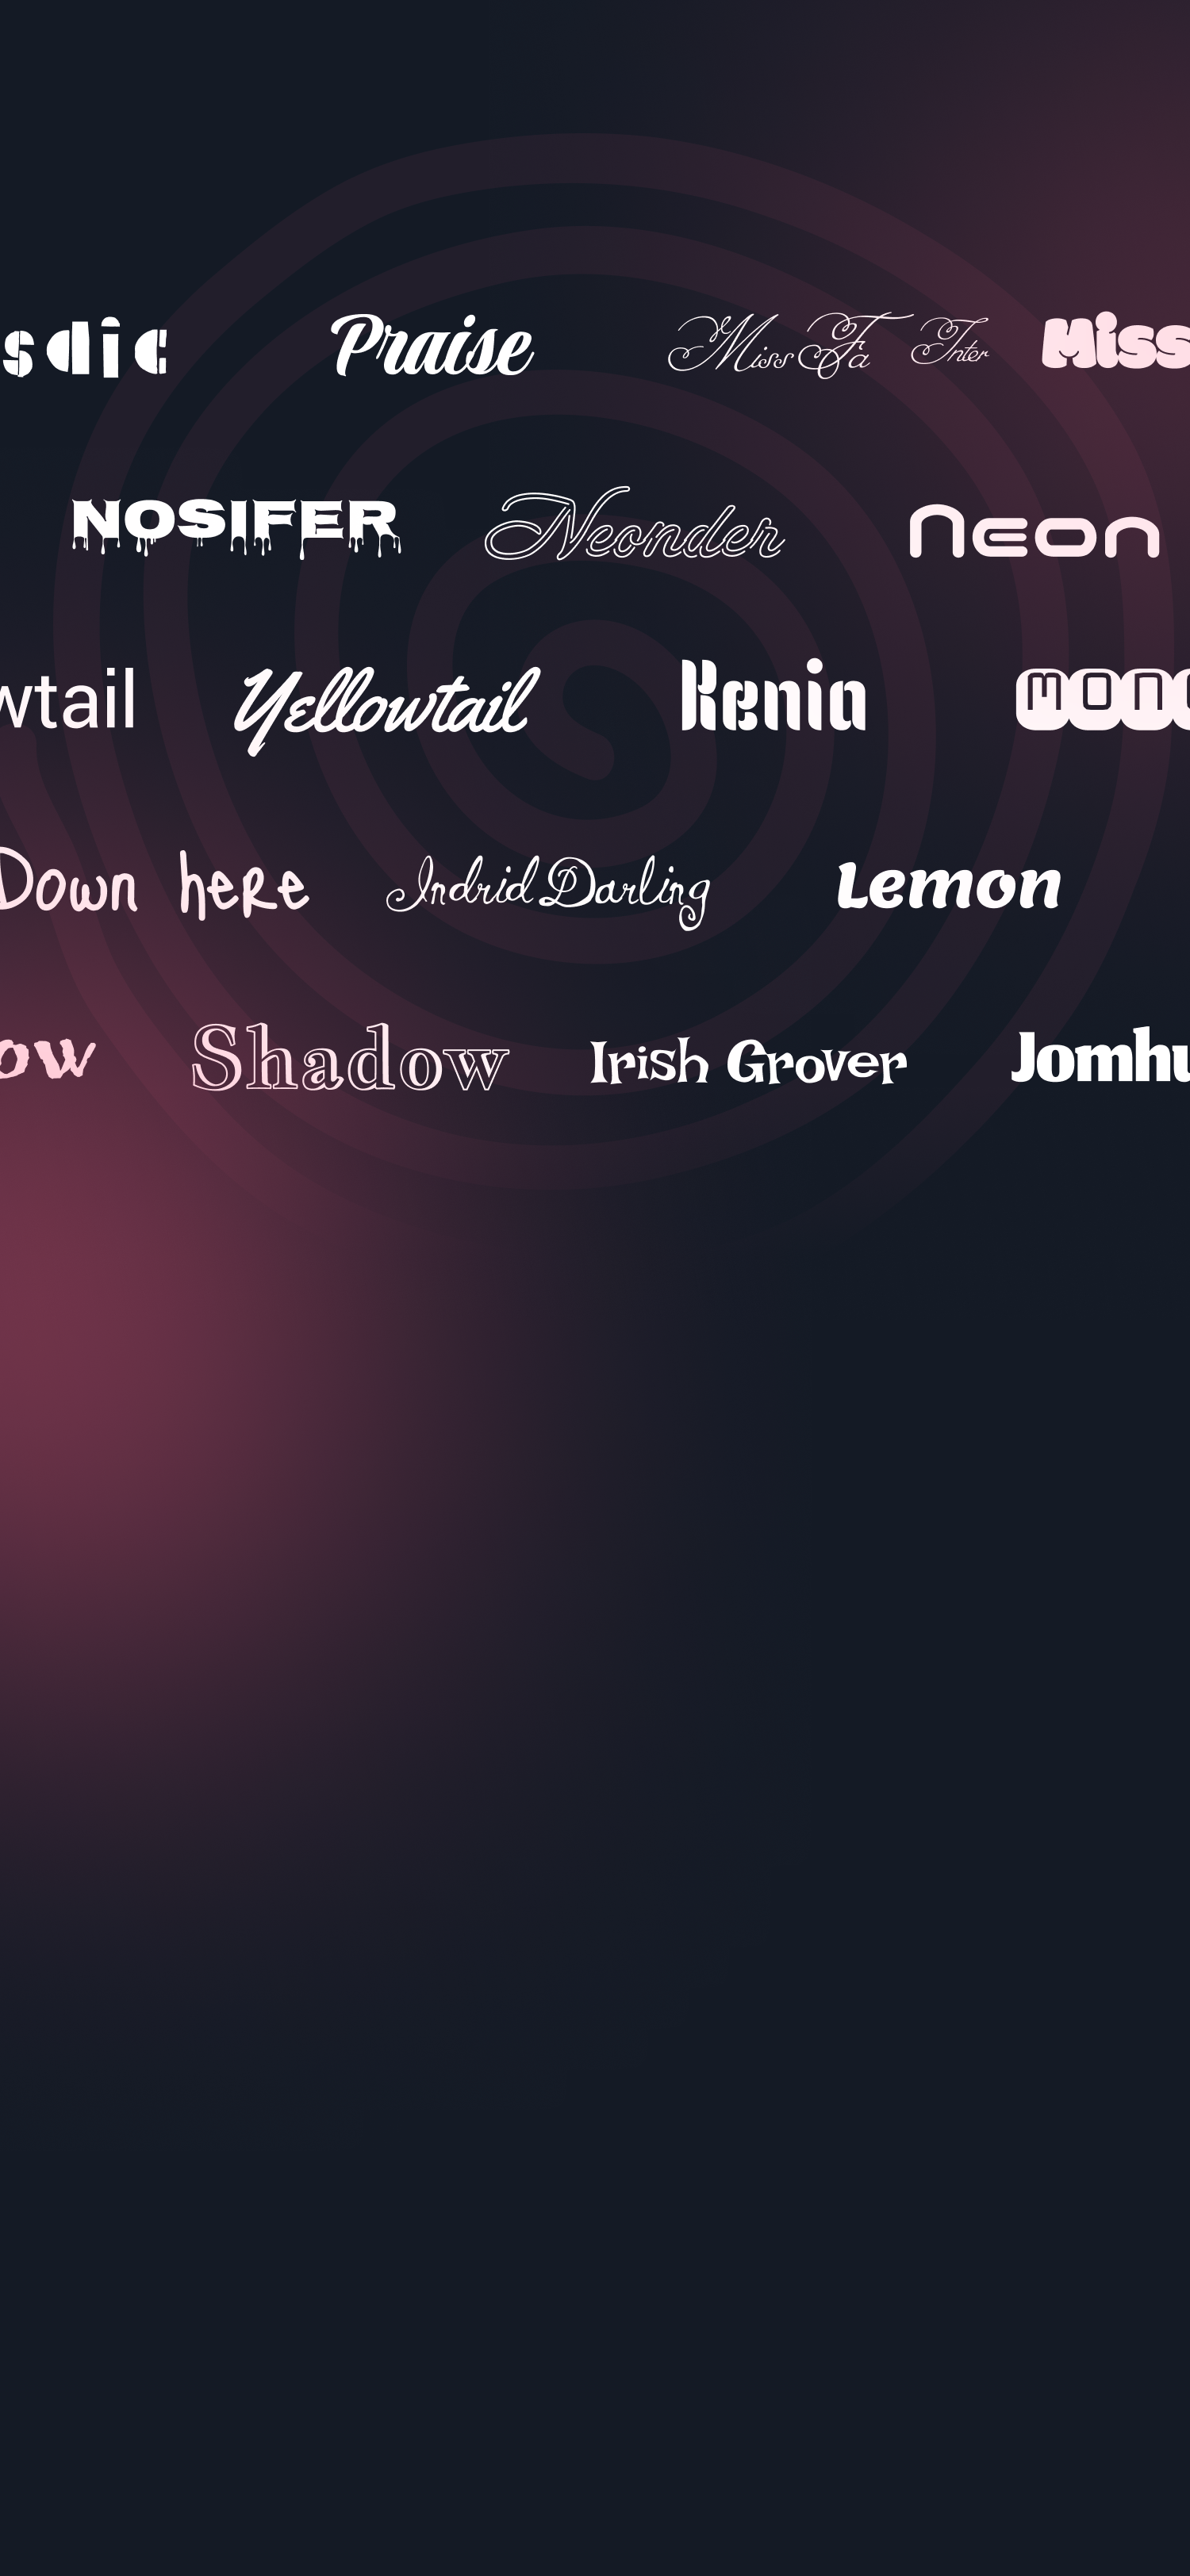 sdic Praise Miss Fa Inter Miss
NOSIFER Neonder Neon
wtail Yellowtail Kenia MONO
Down here Indrid Darling Lemon
ow Shadow Irish Grover Jomhu